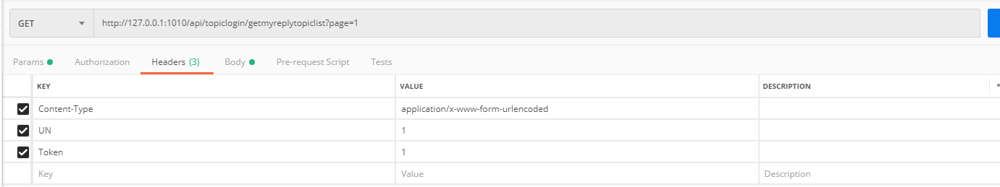 GET http://127.0.0.1:1010/api/topiclogin/getmyreplytopiclist?page=1
Params Authorization Headers (3) Body Pre-request Script Tests
KEY VALUE DESCRIPTION
Content-Type application/x-www-form-urlencoded
UN 1
Token 1
Key Value Description